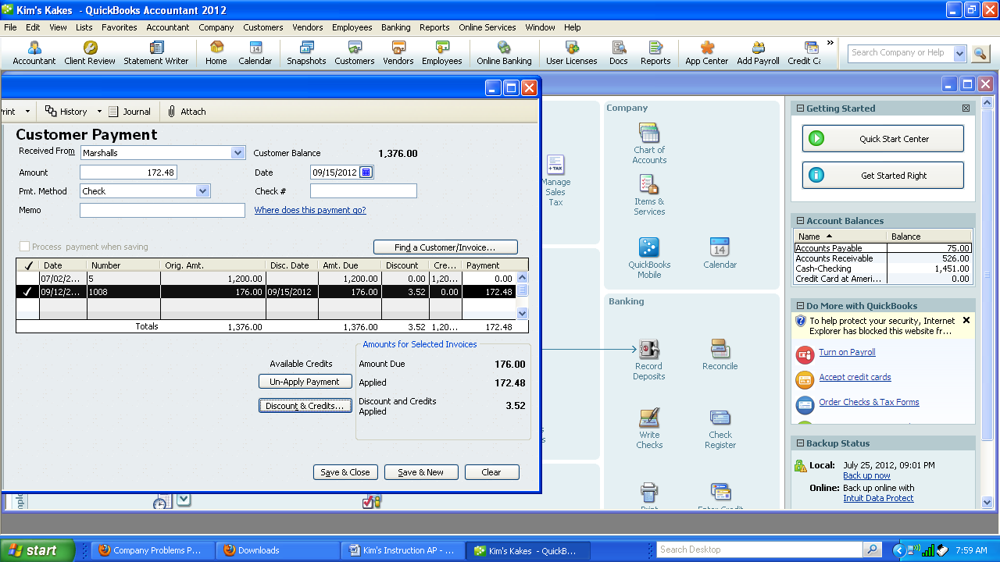 Kim's Kakes - QuickBooks Accountant 2012
File Edit View Lists Favorites Accountant Company Customers Vendors Employees Banking Reports Online Services Window Help
Accountant Client Review Statement Writer Home Calendar Snapshots Customers Vendors Employees Online Banking User Licenses Docs Reports App Center Add Payroll Credit Ca »
Search Company or Help
rint History Journal Attach
Customer Payment
Received From Marshalls Customer Balance 1,376.00
Amount 172.48 Date 09/15/2012
Pmt. Method Check Check #
Memo Where does this payment go?
Process payment when saving
Find a Customer/Invoice...
Date Number Orig. Amt. Disc. Date Amt. Due Discount Cre... Payment
07/02/2... 5 1,200.00 1,200.00 0.00 1,20... 0.00
09/12/2... 1008 176.00 09/15/2012 176.00 3.52 0.00 172.48
Totals 1,376.00 1,376.00 3.52 1,20... 172.48
Amounts for Selected Invoices
Available Credits
Amount Due 176.00
Un-Apply Payment
Applied 172.48
Discount & Credits...
Discount and Credits
Applied
3.52
Save & Close Save & New Clear
Manage
Sales
Tax
Company
Chart of
Accounts
Items &
Services
QuickBooks
Mobile
Calendar
Banking
Record
Deposits
Reconcile
Write
Checks
Check
Register
Print
Enter Credit
Getting Started
Quick Start Center
Get Started Right
Account Balances
Name Balance
Accounts Payable 75.00
Accounts Receivable 526.00
Cash-Checking 1,451.00
Credit Card at Ameri... 0.00
Do More with QuickBooks
To help protect your security, Internet
Explorer has blocked this website fr...
Turn on Payroll
Accept credit cards
Order Checks & Tax Forms
Backup Status
Local: July 25, 2012, 09:01 PM
Back up now
Online: Back up online with
Intuit Data Protect
start Company Problems P... Downloads Kim's Instruction AP - ... Kim's Kakes - QuickB... Search Desktop 7:59 AM